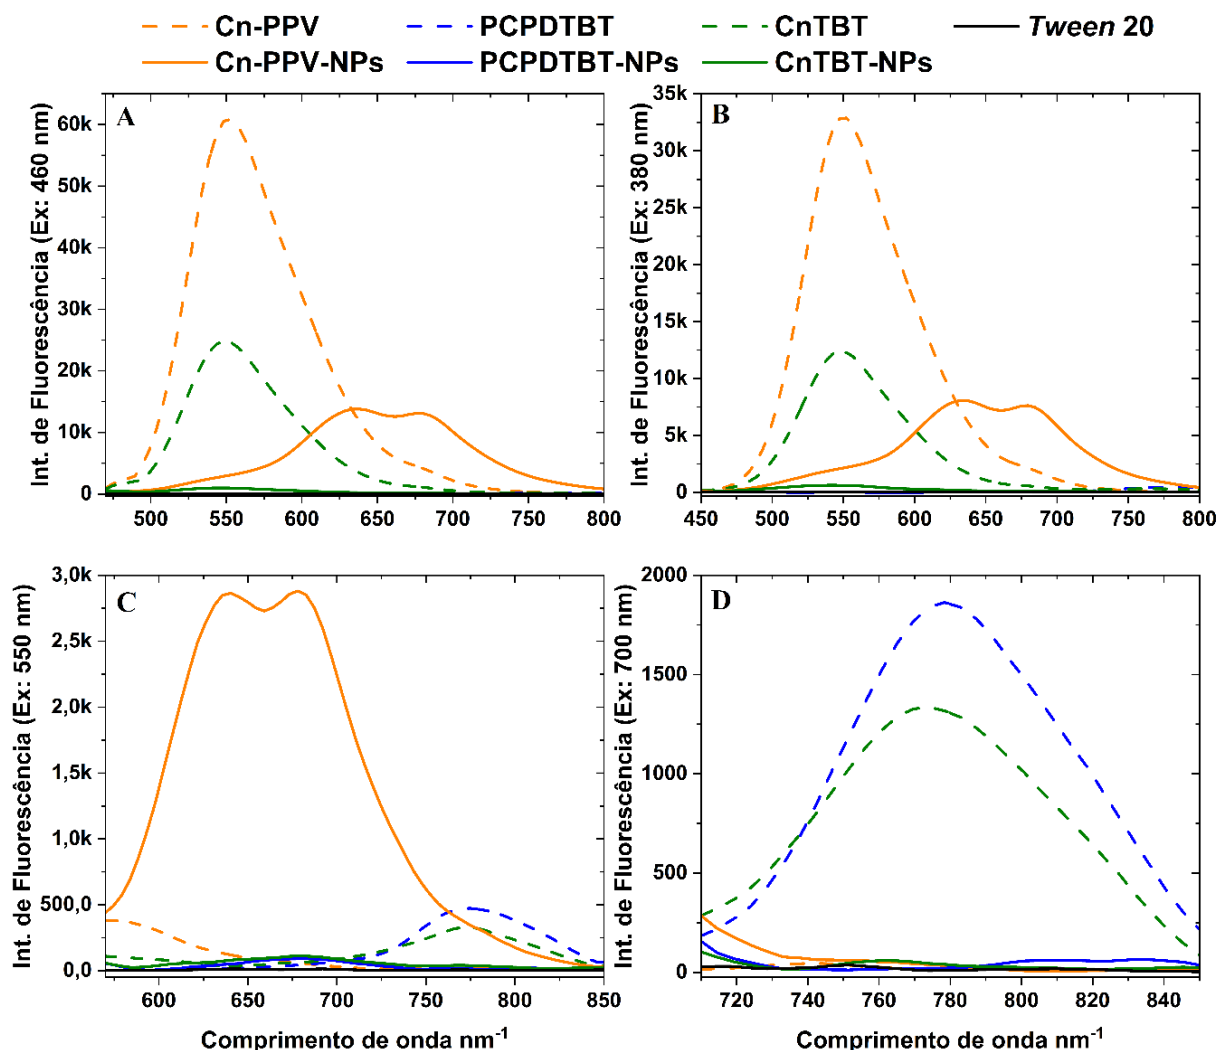 Cn-PPV PCPDTBT CnTBT Tween 20
Cn-PPV-NPs PCPDTBT-NPs CnTBT-NPs
A
Int. de Fluorescência (Ex: 460 nm)
60k
50k
40k
30k
20k
10k
0
500 550 600 650 700 750 800
B
Int. de Fluorescência (Ex: 380 nm)
35k
30k
25k
20k
15k
10k
5k
0
450 500 550 600 650 700 750 800
C
Int. de Fluorescência (Ex: 550 nm)
3,0k
2,5k
2,0k
1,5k
1,0k
500,0
0,0
600 650 700 750 800 850
Comprimento de onda nm⁻¹
D
Int. de Fluorescência (Ex: 700 nm)
2000
1500
1000
500
0
720 740 760 780 800 820 840
Comprimento de onda nm⁻¹